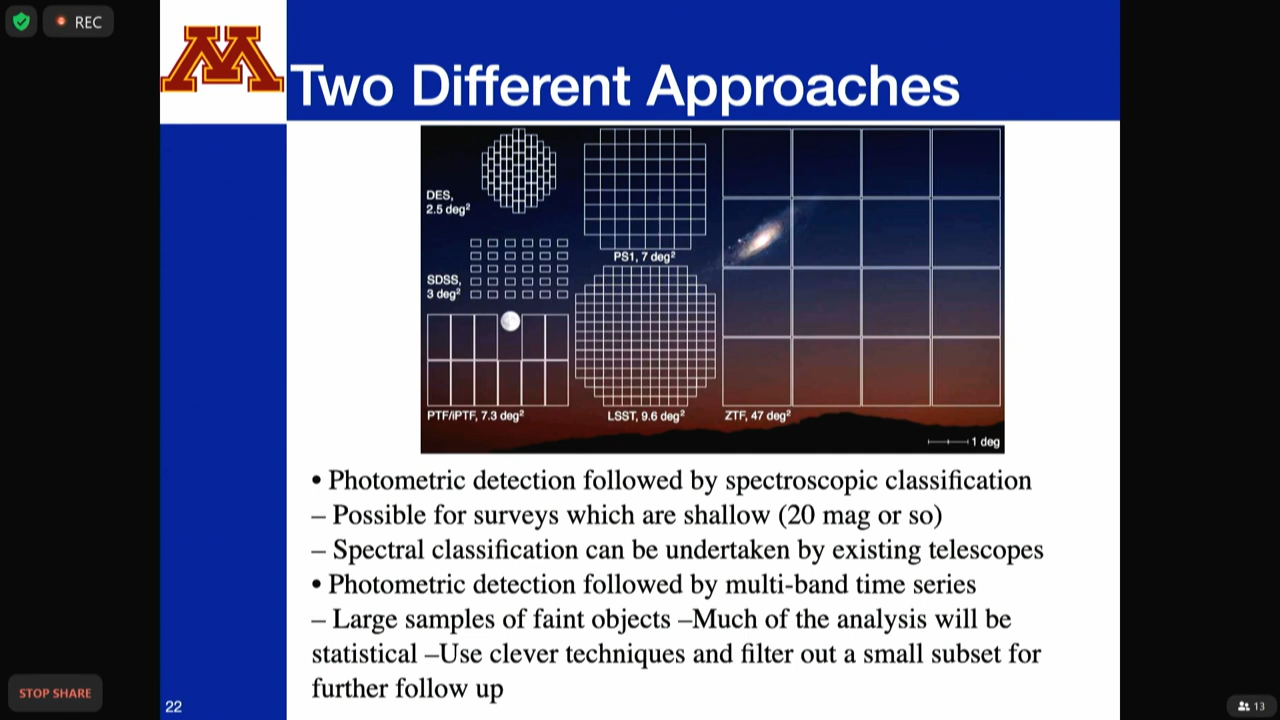 REC
M
Two Different Approaches
DES,
2.5 deg²
PS1, 7 deg²
SDSS,
3 deg²
PTF/iPTF, 7.3 deg²
LSST, 9.6 deg²
ZTF, 47 deg²
1 deg
• Photometric detection followed by spectroscopic classification
– Possible for surveys which are shallow (20 mag or so)
– Spectral classification can be undertaken by existing telescopes
• Photometric detection followed by multi-band time series
– Large samples of faint objects –Much of the analysis will be
statistical –Use clever techniques and filter out a small subset for
further follow up
STOP SHARE
22
13